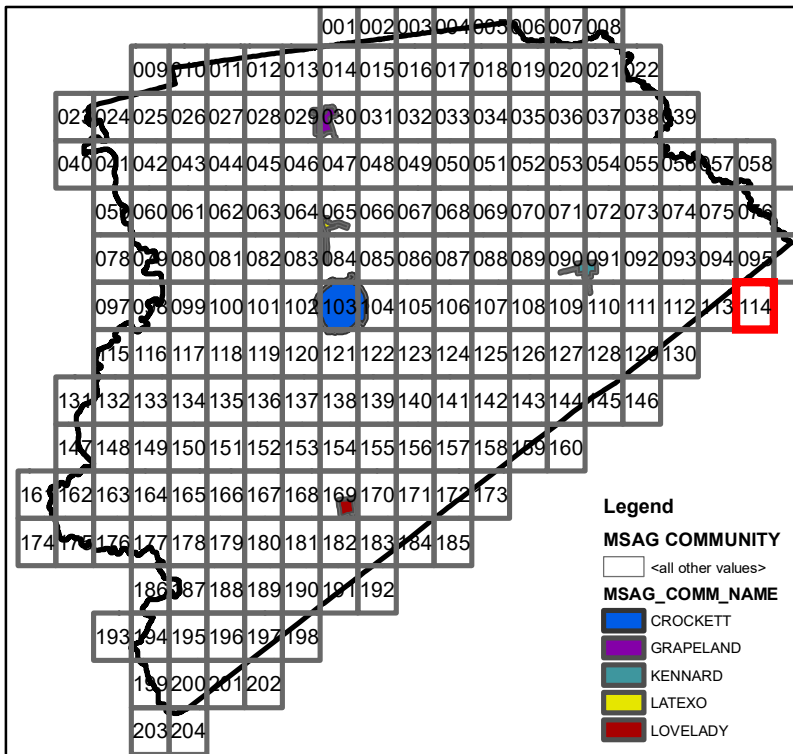 001 002 003 004 005 006 007 008
009 010 011 012 013 014 015 016 017 018 019 020 021 022
023 024 025 026 027 028 029 030 031 032 033 034 035 036 037 038 039
040 041 042 043 044 045 046 047 048 049 050 051 052 053 054 055 056 057 058
059 060 061 062 063 064 065 066 067 068 069 070 071 072 073 074 075 076
078 079 080 081 082 083 084 085 086 087 088 089 090 091 092 093 094 095
097 098 099 100 101 102 103 104 105 106 107 108 109 110 111 112 113 114
115 116 117 118 119 120 121 122 123 124 125 126 127 128 129 130
131 132 133 134 135 136 137 138 139 140 141 142 143 144 145 146
147 148 149 150 151 152 153 154 155 156 157 158 159 160
161 162 163 164 165 166 167 168 169 170 171 172 173
174 175 176 177 178 179 180 181 182 183 184 185
186 187 188 189 190 191 192
193 194 195 196 197 198
199 200 201 202
203 204
Legend
MSAG COMMUNITY
<all other values>
MSAG_COMM_NAME
CROCKETT
GRAPELAND
KENNARD
LATEXO
LOVELADY